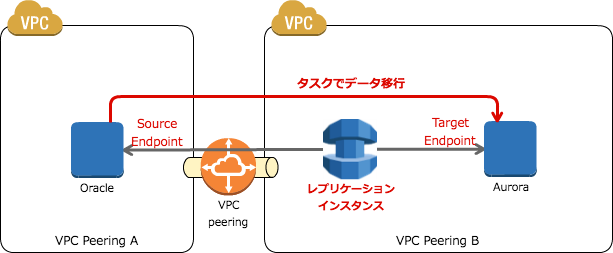 VPC
VPC
タスクでデータ移行
Source
Endpoint
Target
Endpoint
Oracle
VPC
peering
レプリケーション
インスタンス
Aurora
VPC Peering A
VPC Peering B